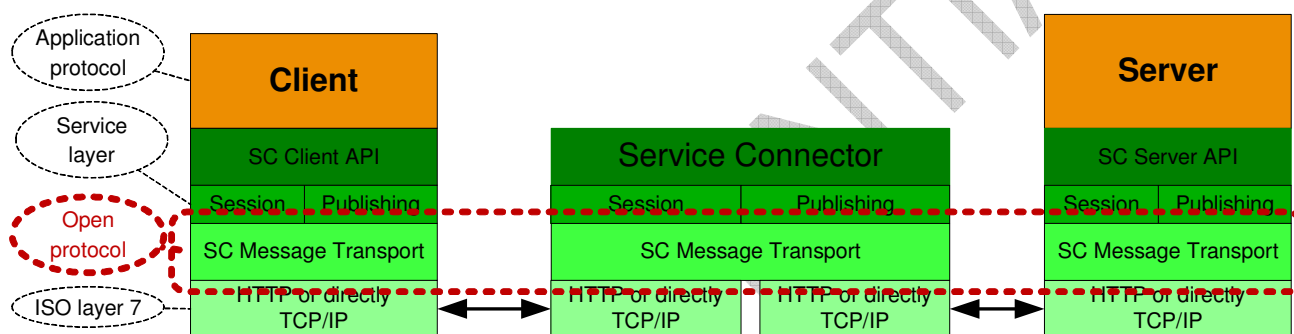 Application
protocol
Client
Server
Service
layer
SC Client API
Service Connector
SC Server API
Session
Publishing
Session
Publishing
Session
Publishing
Open
protocol
SC Message Transport
SC Message Transport
SC Message Transport
ISO layer 7
HTTP or directly
TCP/IP
HTTP or directly
TCP/IP
HTTP or directly
TCP/IP
HTTP or directly
TCP/IP